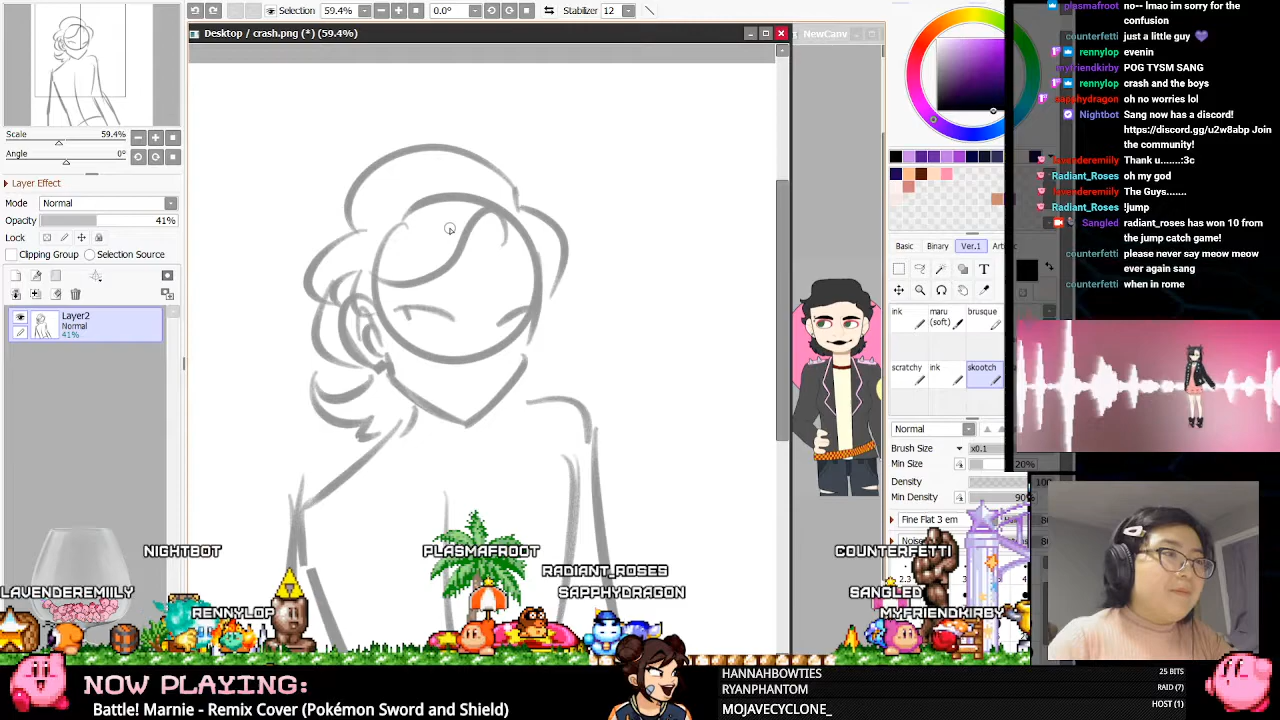 Selection
59.4%
0.0°
Stabilizer
12
Desktop / crash.png (*) (59.4%)
NewCanv
Scale
59.4%
Angle
0°
Layer Effect
Mode
Normal
Opacity
41%
Lock
Clipping Group
Selection Source
Layer2
Normal
41%
Basic
Binary
Ver.1
T
ink
maru
(soft)
brusque
scratchy
ink
skootch
Normal
Brush Size
x0.1
Min Size
20%
Density
100
Min Density
90%
Fine Flat 3 em
plasmafroot
no-- lmao im sorry for the
confusion
counterfetti
just a little guy 💜
rennylop
evenin
myfriendkirby
POG TYSM SANG
rennylop
crash and the boys
sapphydragon
oh no worries lol
Nightbot
Sang now has a discord!
https://discord.gg/u2w8abp Join
the community!
lavenderemiily
Thank u.......:3c
Radiant_Roses
oh my god
lavenderemiily
The Guys.......
Radiant_Roses
!jump
Sangled
radiant_roses has won 10 from
the jump catch game!
counterfetti
please never say meow meow
ever again sang
counterfetti
when in rome
NIGHTBOT
PLASMAFROOT
COUNTERFETTI
RADIANT_ROSES
LAVENDEREMIILY
SAPPHYDRAGON
SANGLED
RENNYLOP
MYFRIENDKIRBY
NOW PLAYING:
Battle! Marnie - Remix Cover (Pokémon Sword and Shield)
HANNAHBOWTIES
25 BITS
RYANPHANTOM
RAID (7)
MOJAVECYCLONE_
HOST (1)